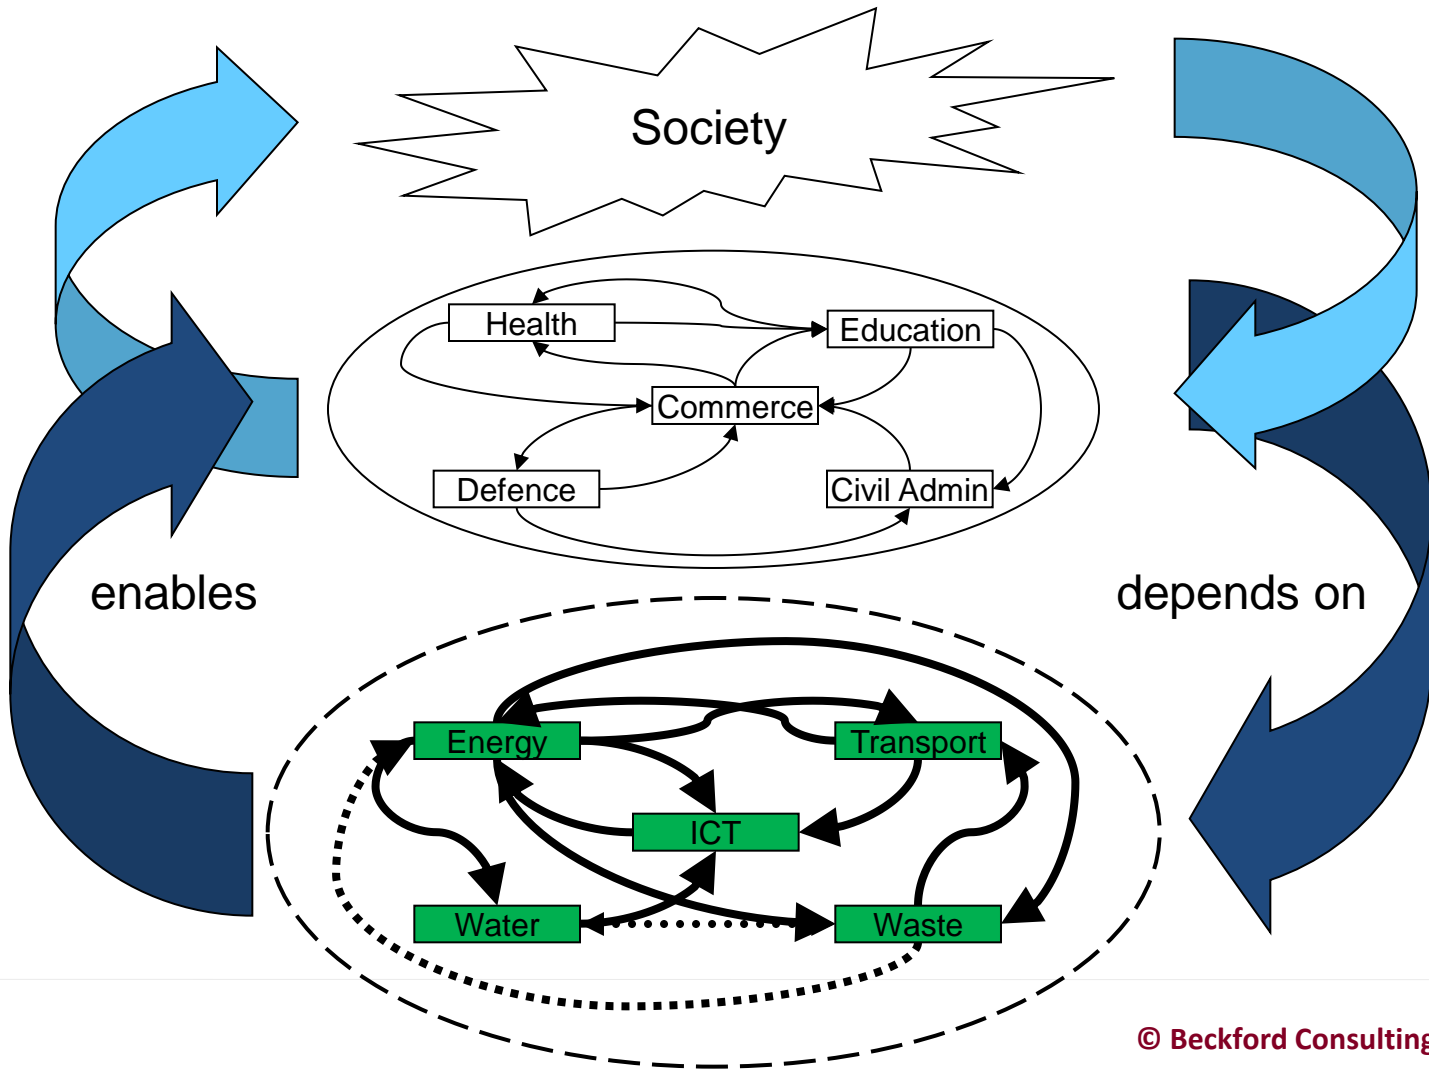 Society
Health
Education
Commerce
Defence
Civil Admin
enables
depends on
Energy
Transport
ICT
Water
Waste
© Beckford Consulting